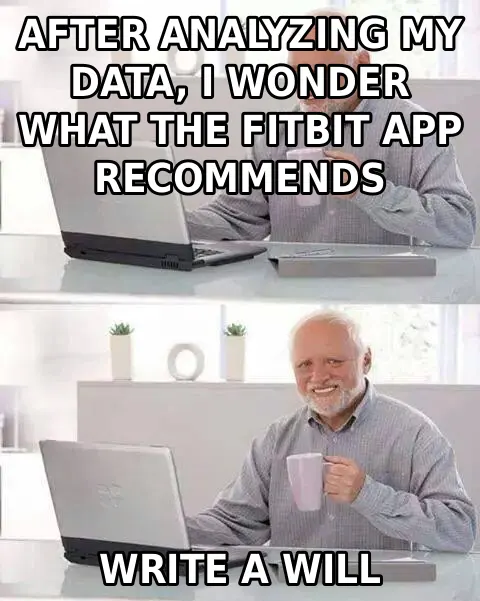 AFTER ANALYZING MY
DATA, I WONDER
WHAT THE FITBIT APP
RECOMMENDS
WRITE A WILL